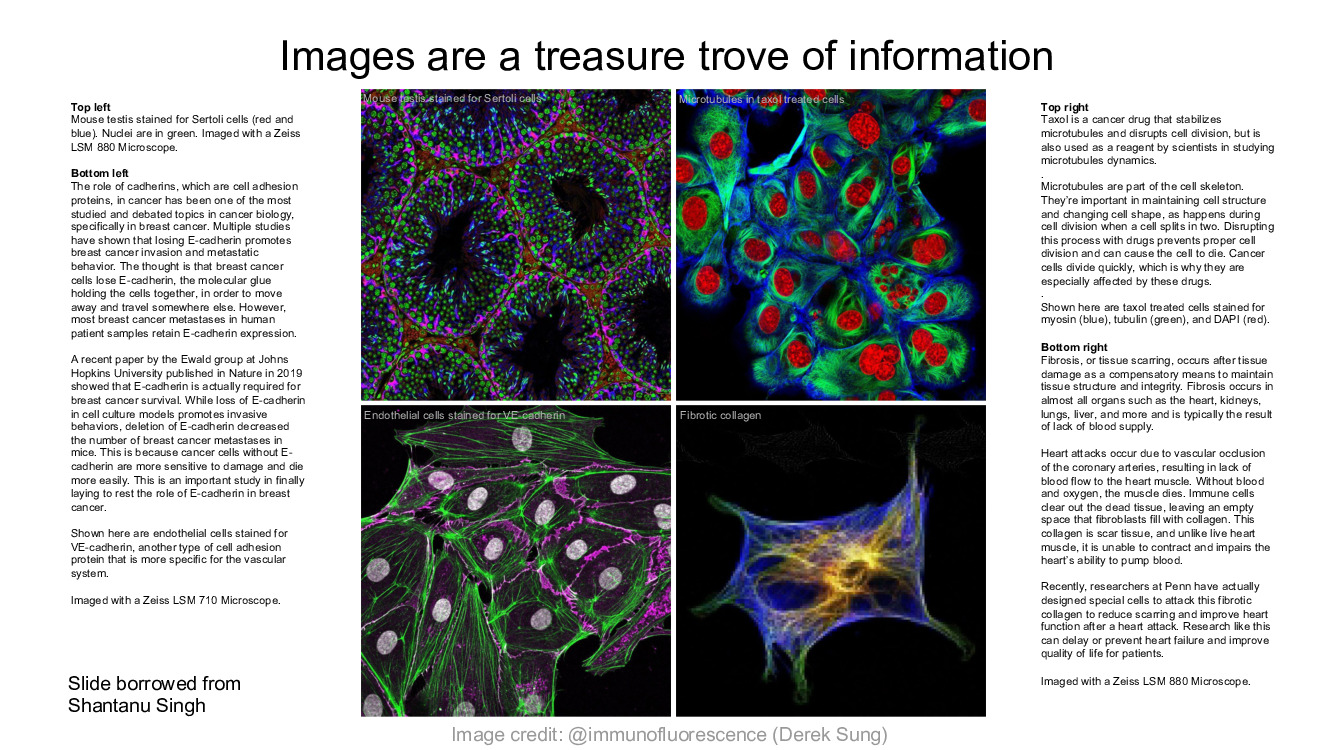 Images are a treasure trove of information
Top left
Mouse testis stained for Sertoli cells (red and
blue). Nuclei are in green. Imaged with a Zeiss
LSM 880 Microscope.
Bottom left
The role of cadherins, which are cell adhesion
proteins, in cancer has been one of the most
studied and debated topics in cancer biology,
specifically in breast cancer. Multiple studies
have shown that losing E-cadherin promotes
breast cancer invasion and metastatic
behavior. The thought is that breast cancer
cells lose E-cadherin, the molecular glue
holding the cells together, in order to move
away and travel somewhere else. However,
most breast cancer metastases in human
patient samples retain E-cadherin expression.
A recent paper by the Ewald group at Johns
Hopkins University published in Nature in 2019
showed that E-cadherin is actually required for
breast cancer survival. While loss of E-cadherin
in cell culture models promotes invasive
behaviors, deletion of E-cadherin decreased
the number of breast cancer metastases in
mice. This is because cancer cells without E-
cadherin are more sensitive to damage and die
more easily. This is an important study in finally
laying to rest the role of E-cadherin in breast
cancer.
Shown here are endothelial cells stained for
VE-cadherin, another type of cell adhesion
protein that is more specific for the vascular
system.
Imaged with a Zeiss LSM 710 Microscope.
Slide borrowed from
Shantanu Singh
Mouse testis stained for Sertoli cells
Microtubules in taxol treated cells
Endothelial cells stained for VE-cadherin
Fibrotic collagen
Top right
Taxol is a cancer drug that stabilizes
microtubules and disrupts cell division, but is
also used as a reagent by scientists in studying
microtubules dynamics.
.
Microtubules are part of the cell skeleton.
They're important in maintaining cell structure
and changing cell shape, as happens during
cell division when a cell splits in two. Disrupting
this process with drugs prevents proper cell
division and can cause the cell to die. Cancer
cells divide quickly, which is why they are
especially affected by these drugs.
.
Shown here are taxol treated cells stained for
myosin (blue), tubulin (green), and DAPI (red).
Bottom right
Fibrosis, or tissue scarring, occurs after tissue
damage as a compensatory means to maintain
tissue structure and integrity. Fibrosis occurs in
almost all organs such as the heart, kidneys,
lungs, liver, and more and is typically the result
of lack of blood supply.
Heart attacks occur due to vascular occlusion
of the coronary arteries, resulting in lack of
blood flow to the heart muscle. Without blood
and oxygen, the muscle dies. Immune cells
clear out the dead tissue, leaving an empty
space that fibroblasts fill with collagen. This
collagen is scar tissue, and unlike live heart
muscle, it is unable to contract and impairs the
heart's ability to pump blood.
Recently, researchers at Penn have actually
designed special cells to attack this fibrotic
collagen to reduce scarring and improve heart
function after a heart attack. Research like this
can delay or prevent heart failure and improve
quality of life for patients.
Imaged with a Zeiss LSM 880 Microscope.
Image credit: @immunofluorescence (Derek Sung)